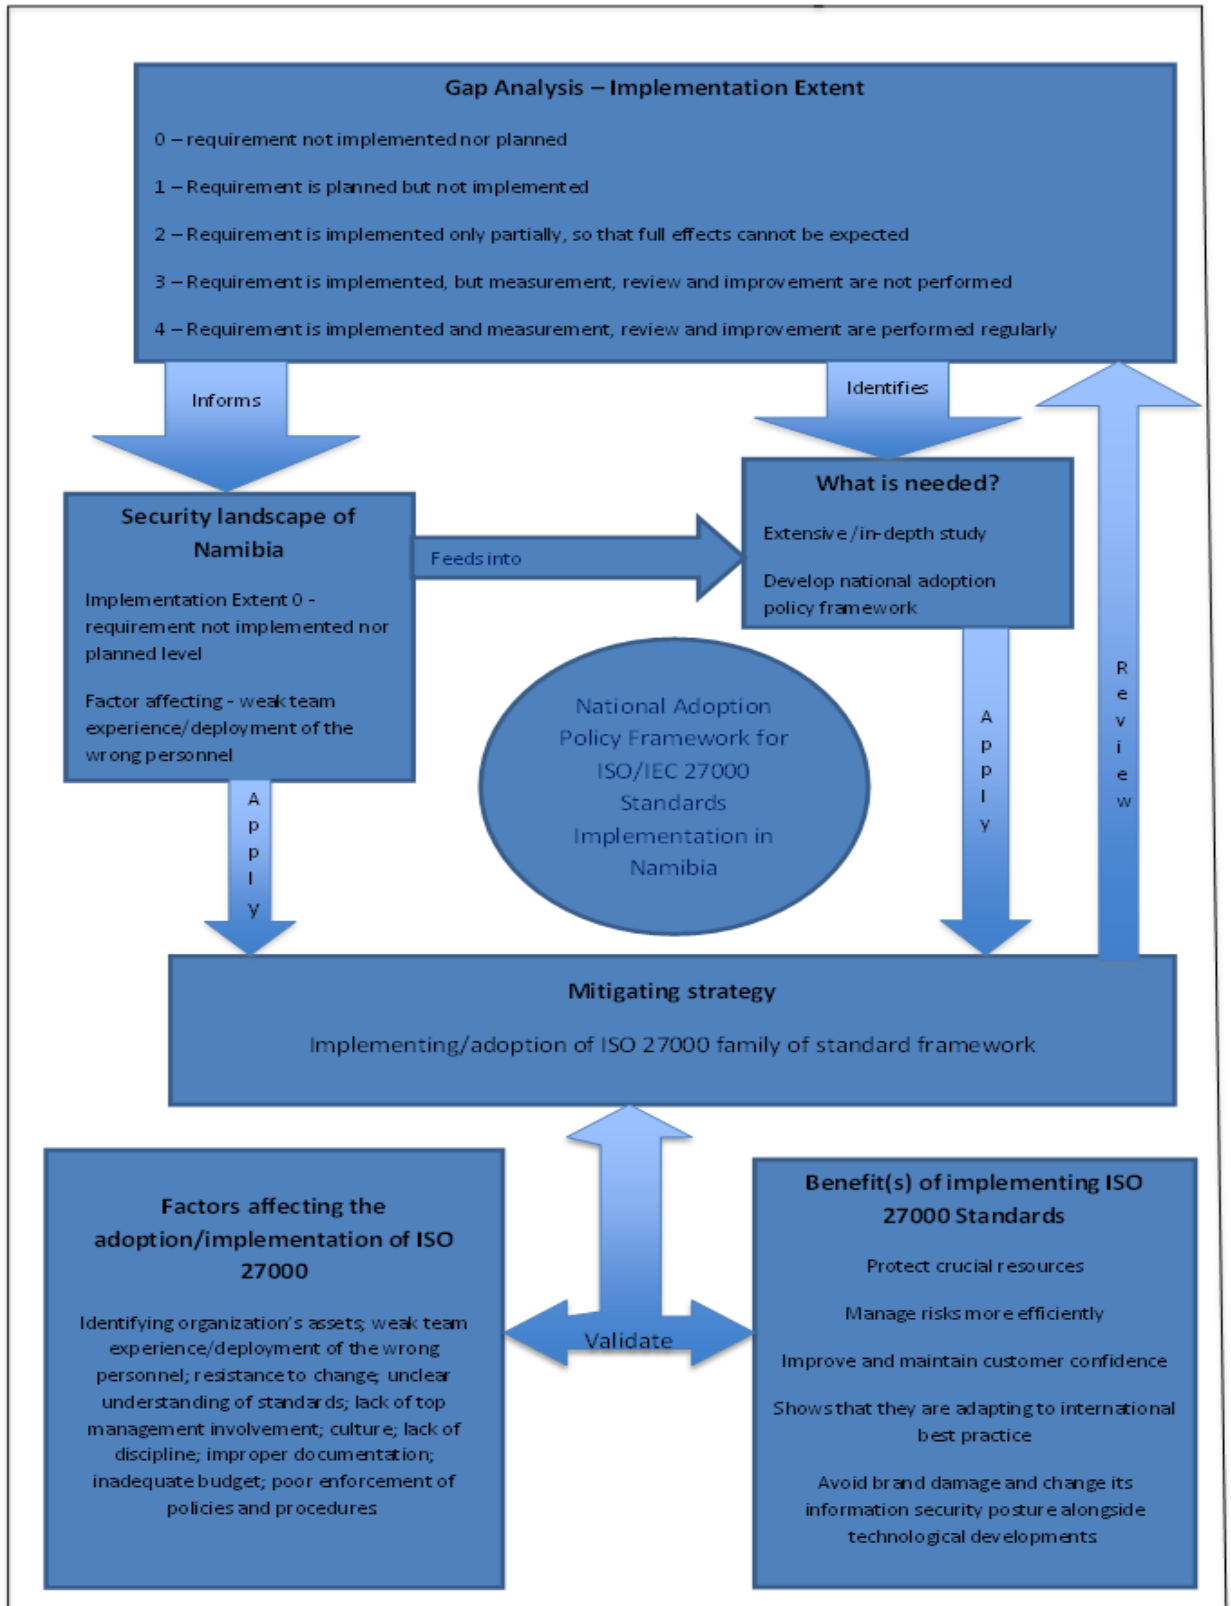 Gap Analysis – Implementation Extent
0 – requirement not implemented nor planned
1 – Requirement is planned but not implemented
2 – Requirement is implemented only partially, so that full effects cannot be expected
3 – Requirement is implemented, but measurement, review and improvement are not performed
4 – Requirement is implemented and measurement, review and improvement are performed regularly
Informs
Identifies
Security landscape of
Namibia
Implementation Extent 0 -
requirement not implemented nor
planned level
Factor affecting - weak team
experience/deployment of the
wrong personnel
Feeds into
What is needed?
Extensive /in-depth study
Develop national adoption
policy framework
Review
National Adoption
Policy Framework for
ISO/IEC 27000
Standards
Implementation in
Namibia
Apply
Apply
Mitigating strategy
Implementing/adoption of ISO 27000 family of standard framework
Factors affecting the
adoption/implementation of ISO
27000
Identifying organization's assets; weak team
experience/deployment of the wrong
personnel; resistance to change; unclear
understanding of standards; lack of top
management involvement; culture; lack of
discipline; improper documentation;
inadequate budget; poor enforcement of
policies and procedures.
Validate
Benefit(s) of implementing ISO
27000 Standards
Protect crucial resources
Manage risks more efficiently
Improve and maintain customer confidence
Shows that they are adapting to international
best practice
Avoid brand damage and change its
information security posture alongside
technological developments.